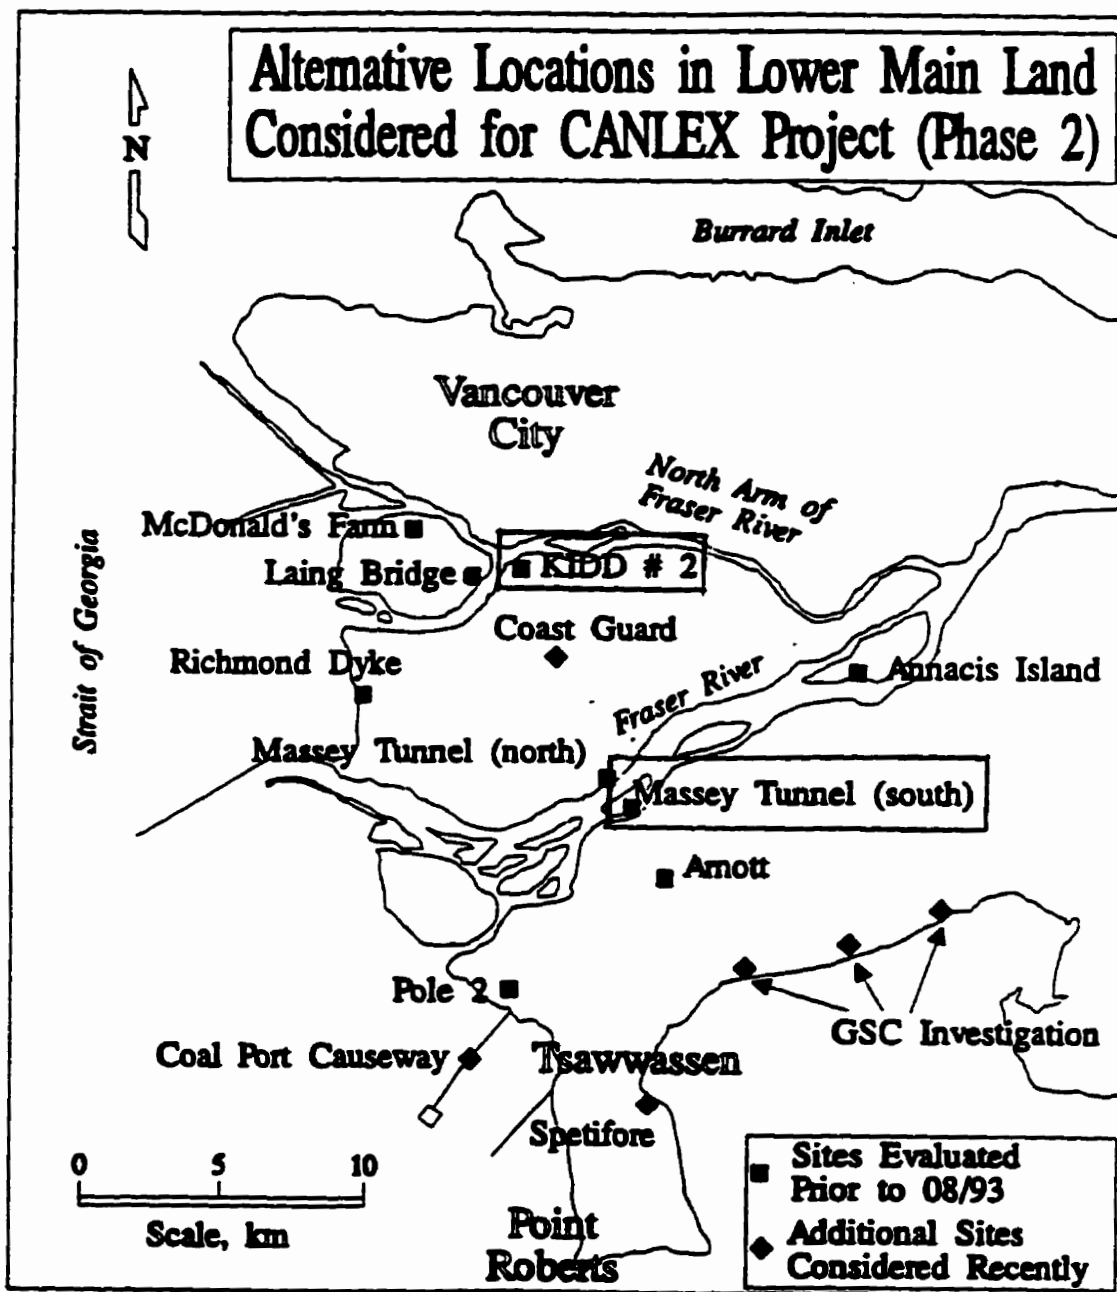 Alternative Locations in Lower Main Land
Considered for CANLEX Project (Phase 2)
N
Burrard Inlet
Vancouver
City
North Arm of
Fraser River
McDonald's Farm
Laing Bridge
KIDD # 2
Strait of Georgia
Coast Guard
Richmond Dyke
Fraser River
Annacis Island
Massey Tunnel (north)
Massey Tunnel (south)
Arnott
Pole 2
GSC Investigation
Coal Port Causeway
Tsawwassen
Spetifore
0 5 10
Scale, km
Point
Roberts
Sites Evaluated
Prior to 08/93
Additional Sites
Considered Recently